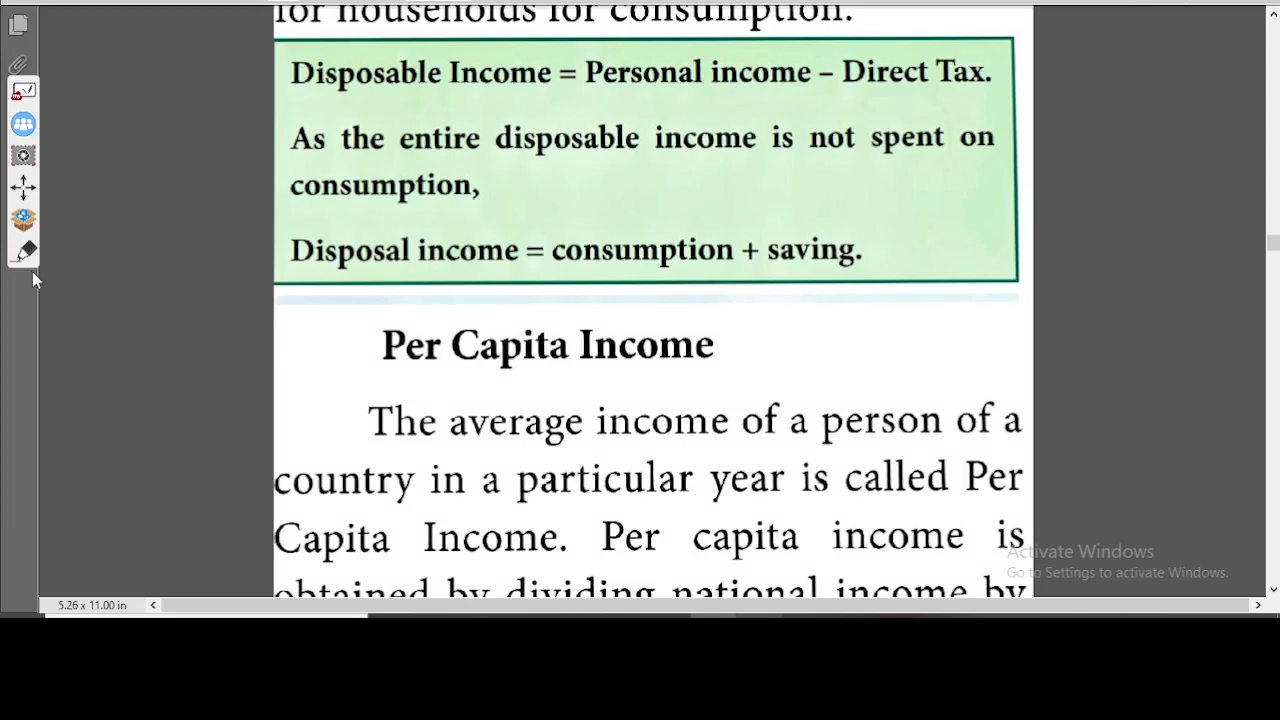 for households for consumption.
Disposable Income = Personal income – Direct Tax.
As the entire disposable income is not spent on
consumption,
Disposal income = consumption + saving.
Per Capita Income
The average income of a person of a
country in a particular year is called Per
Capita Income. Per capita income is
obtained by dividing national income by
Activate Windows
Go to Settings to activate Windows.
5.26 x 11.00 in